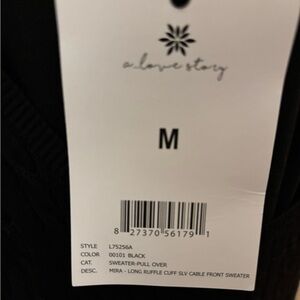 a love story
M
8 27370 56179 1
STYLE L75256A
COLOR 00101 BLACK
CAT. SWEATER-PULL OVER
DESC. MIRA - LONG RUFFLE CUFF SLV CABLE FRONT SWEATER